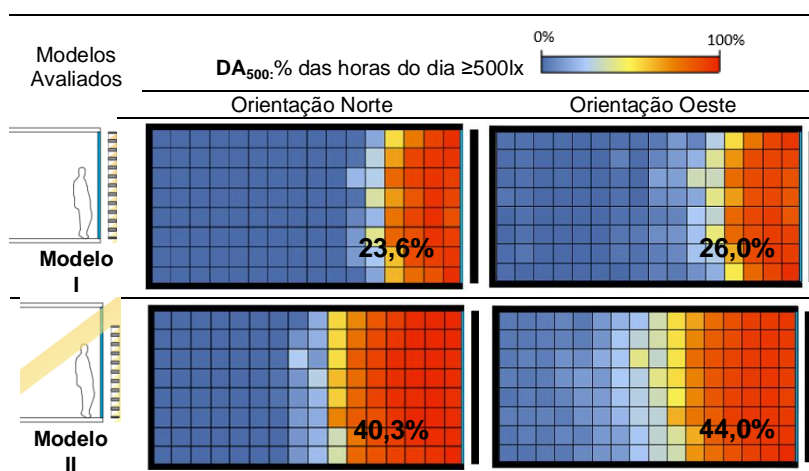 Modelos
Avaliados
DA500:% das horas do dia ≥500lx
0%
100%
Orientação Norte
Orientação Oeste
Modelo
I
23,6%
26,0%
Modelo
II
40,3%
44,0%